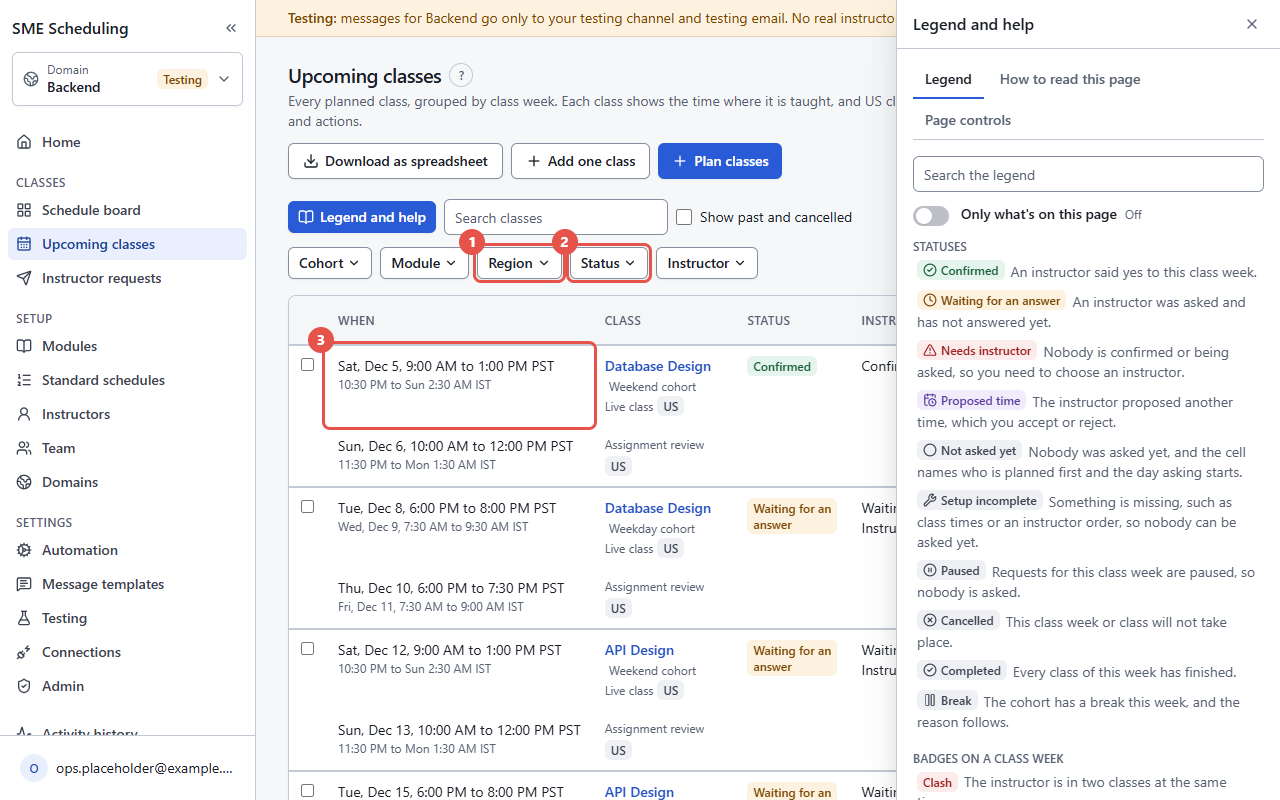 SME Scheduling
Domain
Backend
Testing
Home
CLASSES
Schedule board
Upcoming classes
Instructor requests
SETUP
Modules
Standard schedules
Instructors
Team
Domains
SETTINGS
Automation
Message templates
Testing
Connections
Admin
Activity history
O
ops.placeholder@example....
Testing: messages for Backend go only to your testing channel and testing email. No real instructo
Upcoming classes ?
Every planned class, grouped by class week. Each class shows the time where it is taught, and US cl
and actions.
Download as spreadsheet
Add one class
Plan classes
Legend and help
Search classes
Show past and cancelled
1
2
Cohort
Module
Region
Status
Instructor
WHEN
CLASS
STATUS
INSTR
3
Sat, Dec 5, 9:00 AM to 1:00 PM PST
10:30 PM to Sun 2:30 AM IST
Database Design
Weekend cohort
Live class US
Confirmed
Confi
Sun, Dec 6, 10:00 AM to 12:00 PM PST
11:30 PM to Mon 1:30 AM IST
Assignment review
US
Tue, Dec 8, 6:00 PM to 8:00 PM PST
Wed, Dec 9, 7:30 AM to 9:30 AM IST
Database Design
Weekday cohort
Live class US
Waiting for an
answer
Waitin
Instru
Thu, Dec 10, 6:00 PM to 7:30 PM PST
Fri, Dec 11, 7:30 AM to 9:00 AM IST
Assignment review
US
Sat, Dec 12, 9:00 AM to 1:00 PM PST
10:30 PM to Sun 2:30 AM IST
API Design
Weekend cohort
Live class US
Waiting for an
answer
Waitin
Instru
Sun, Dec 13, 10:00 AM to 12:00 PM PST
11:30 PM to Mon 1:30 AM IST
Assignment review
US
Tue, Dec 15, 6:00 PM to 8:00 PM PST
API Design
Waiting for an
Waitin
Legend and help
Legend
How to read this page
Page controls
Search the legend
Only what's on this page Off
STATUSES
Confirmed An instructor said yes to this class week.
Waiting for an answer An instructor was asked and
has not answered yet.
Needs instructor Nobody is confirmed or being
asked, so you need to choose an instructor.
Proposed time The instructor proposed another
time, which you accept or reject.
Not asked yet Nobody was asked yet, and the cell
names who is planned first and the day asking starts.
Setup incomplete Something is missing, such as
class times or an instructor order, so nobody can be
asked yet.
Paused Requests for this class week are paused, so
nobody is asked.
Cancelled This class week or class will not take
place.
Completed Every class of this week has finished.
Break The cohort has a break this week, and the
reason follows.
BADGES ON A CLASS WEEK
Clash The instructor is in two classes at the same